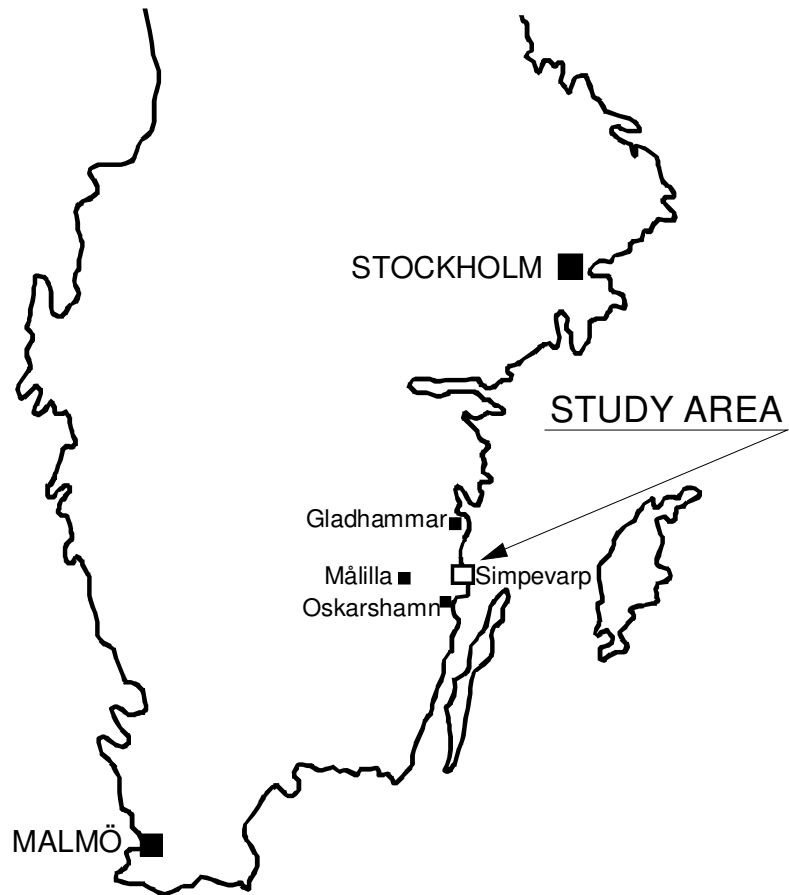 STOCKHOLM
STUDY AREA
Gladhammar
Målilla
Simpevarp
Oskarshamn
MALMÖ